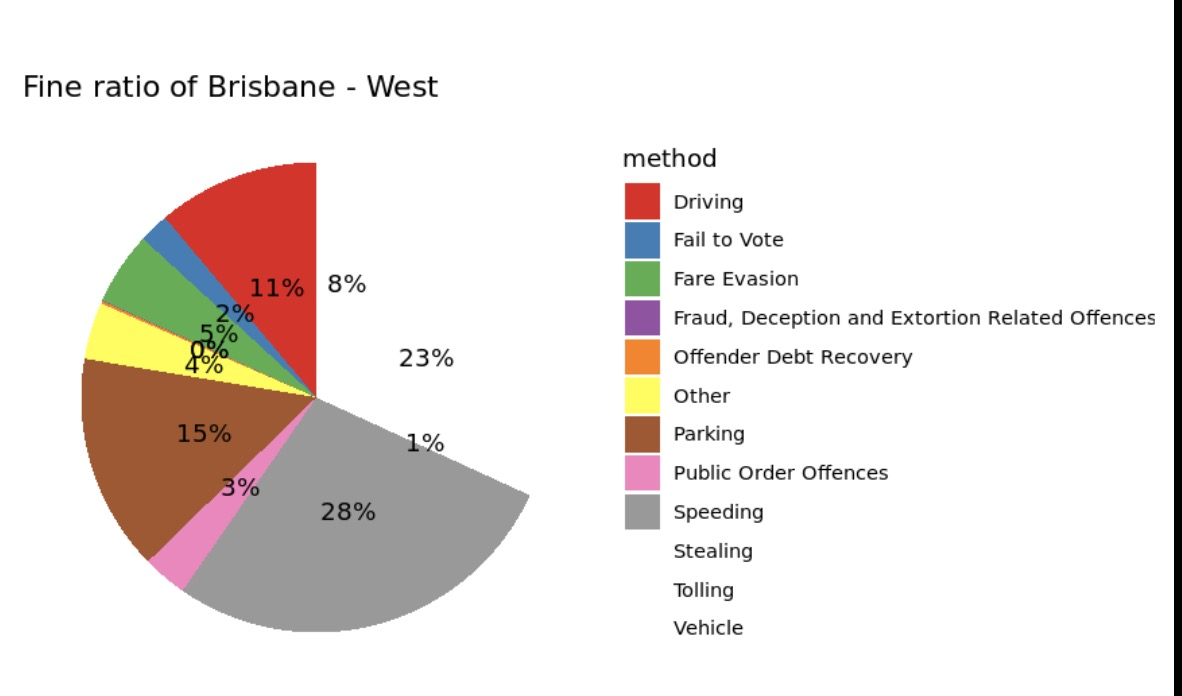 Fine ratio of Brisbane - West
11%
8%
2%
5%
0%
0%
4%
23%
15%
1%
3%
28%
method
Driving
Fail to Vote
Fare Evasion
Fraud, Deception and Extortion Related Offences
Offender Debt Recovery
Other
Parking
Public Order Offences
Speeding
Stealing
Tolling
Vehicle